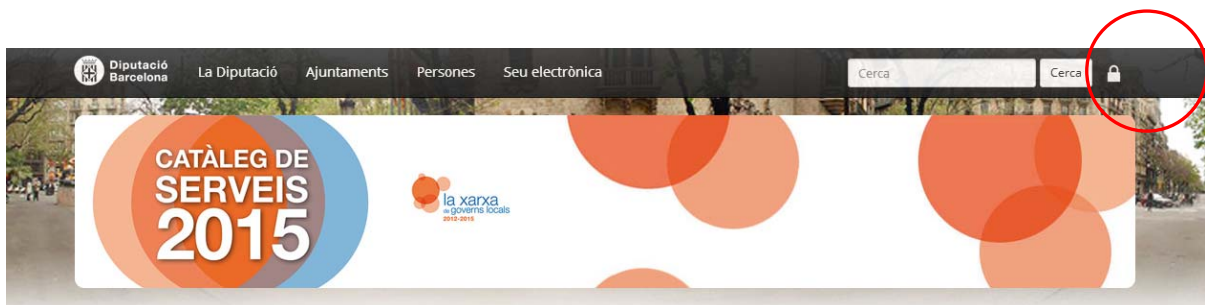 Diputació
Barcelona
La Diputació Ajuntaments Persones Seu electrònica Cerca Cerca
CATÀLEG DE
SERVEIS
2015
la xarxa
de governs locals
2012-2015